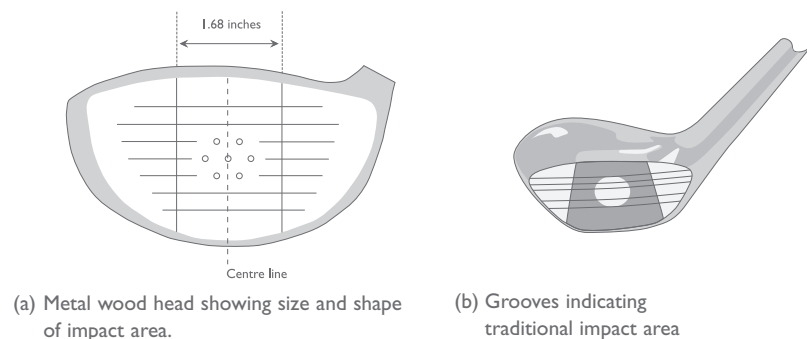 1.68 inches
Centre line
(a) Metal wood head showing size and shape
of impact area.
(b) Grooves indicating
traditional impact area